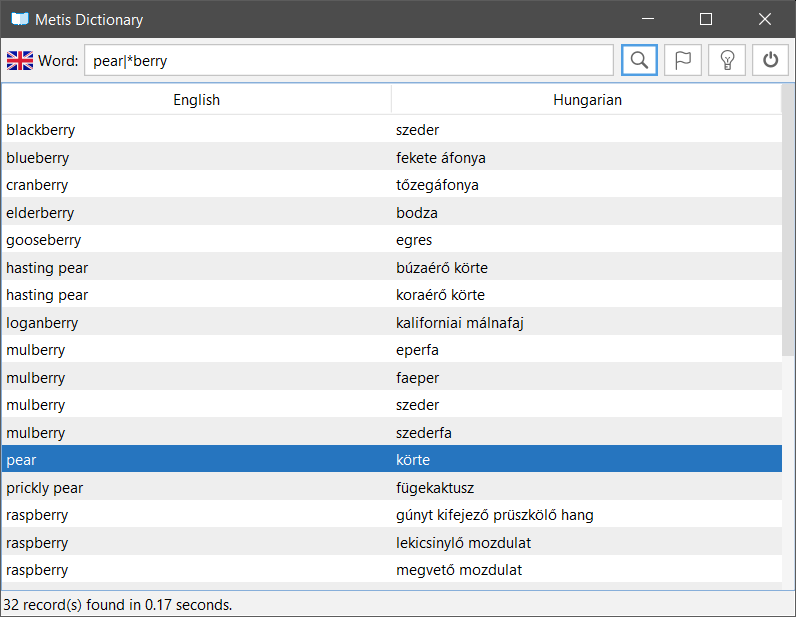 Metis Dictionary
Word: pear|*berry
English Hungarian
blackberry szeder
blueberry fekete áfonya
cranberry tőzegáfonya
elderberry bodza
gooseberry egres
hasting pear búzaérő körte
hasting pear koraérő körte
loganberry kaliforniai málnafaj
mulberry eperfa
mulberry faeper
mulberry szeder
mulberry szederfa
pear körte
prickly pear fügekaktusz
raspberry gúnyt kifejező prüszkölő hang
raspberry lekicsinylő mozdulat
raspberry megvető mozdulat
32 record(s) found in 0.17 seconds.